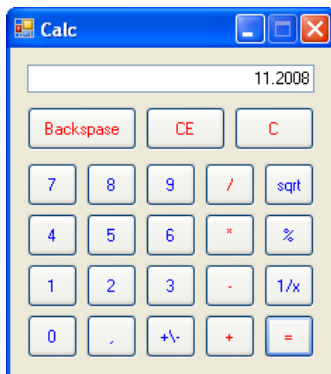 Calc
11.2008
Backspase CE C
7 8 9 / sqrt
4 5 6 * %
1 2 3 - 1/x
0 , +\- + =